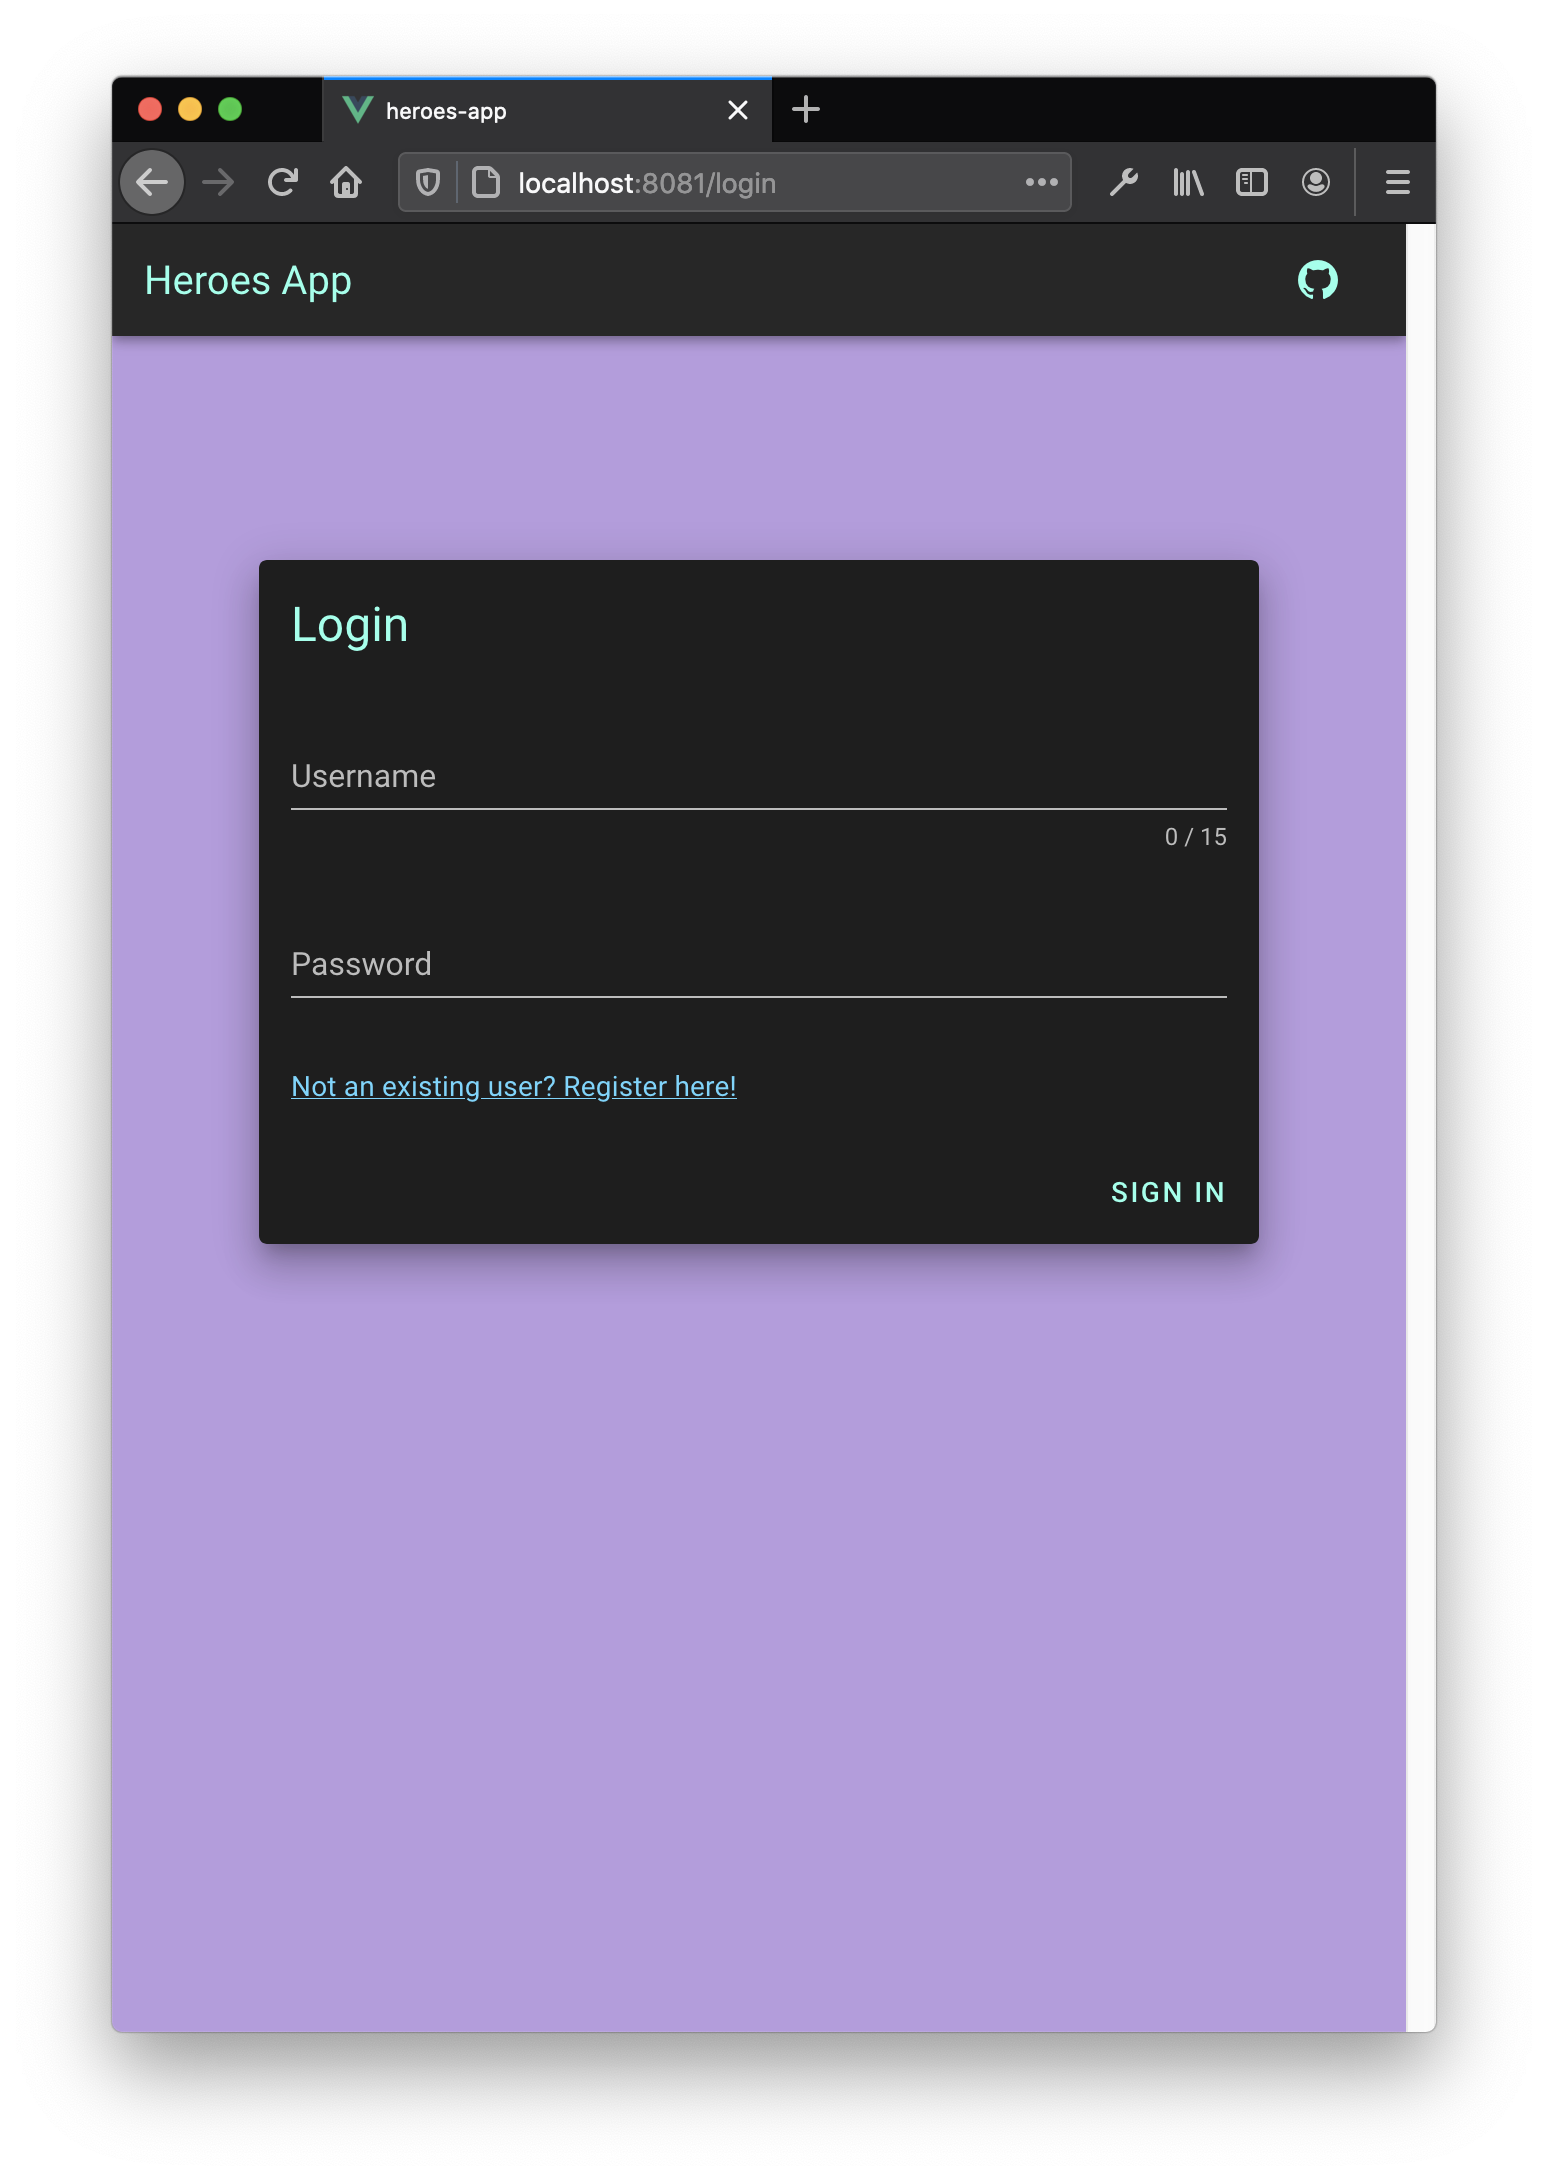 heroes-app
localhost:8081/login
Heroes App
Login
Username
0 / 15
Password
Not an existing user? Register here!
SIGN IN